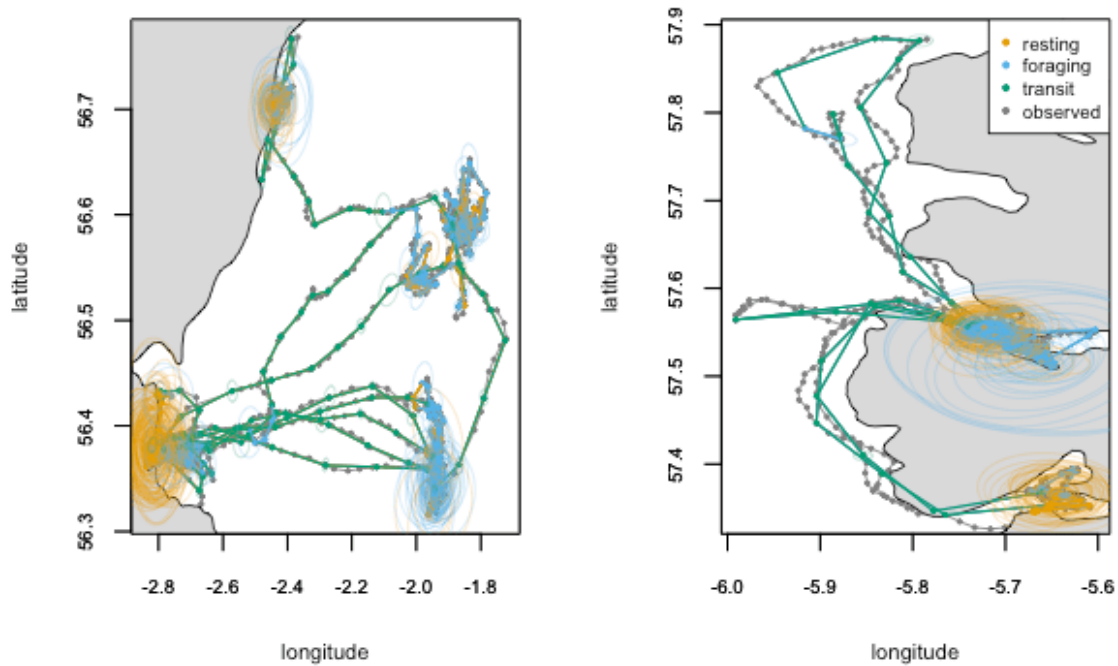 resting
foraging
transit
observed
latitude
56.7
56.6
56.5
56.4
56.3
-2.8
-2.6
-2.4
-2.2
-2.0
-1.8
longitude
latitude
57.9
57.8
57.7
57.6
57.5
57.4
-6.0
-5.9
-5.8
-5.7
-5.6
longitude